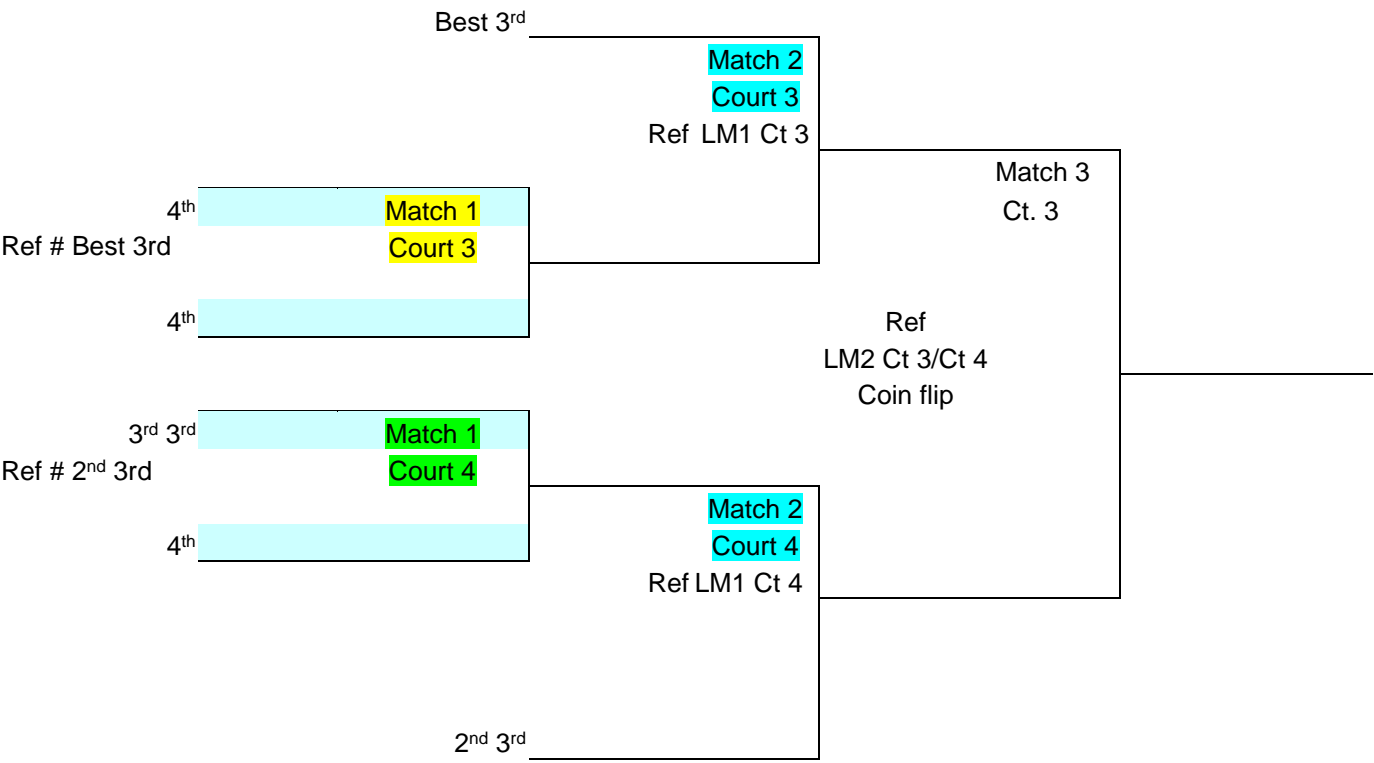 Best 3rd
Match 2
Court 3
Ref LM1 Ct 3
Match 3
Ct. 3
4th
Match 1
Ref # Best 3rd
Court 3
4th
Ref
LM2 Ct 3/Ct 4
Coin flip
3rd 3rd
Match 1
Ref # 2nd 3rd
Court 4
Match 2
4th
Court 4
Ref LM1 Ct 4
2nd 3rd